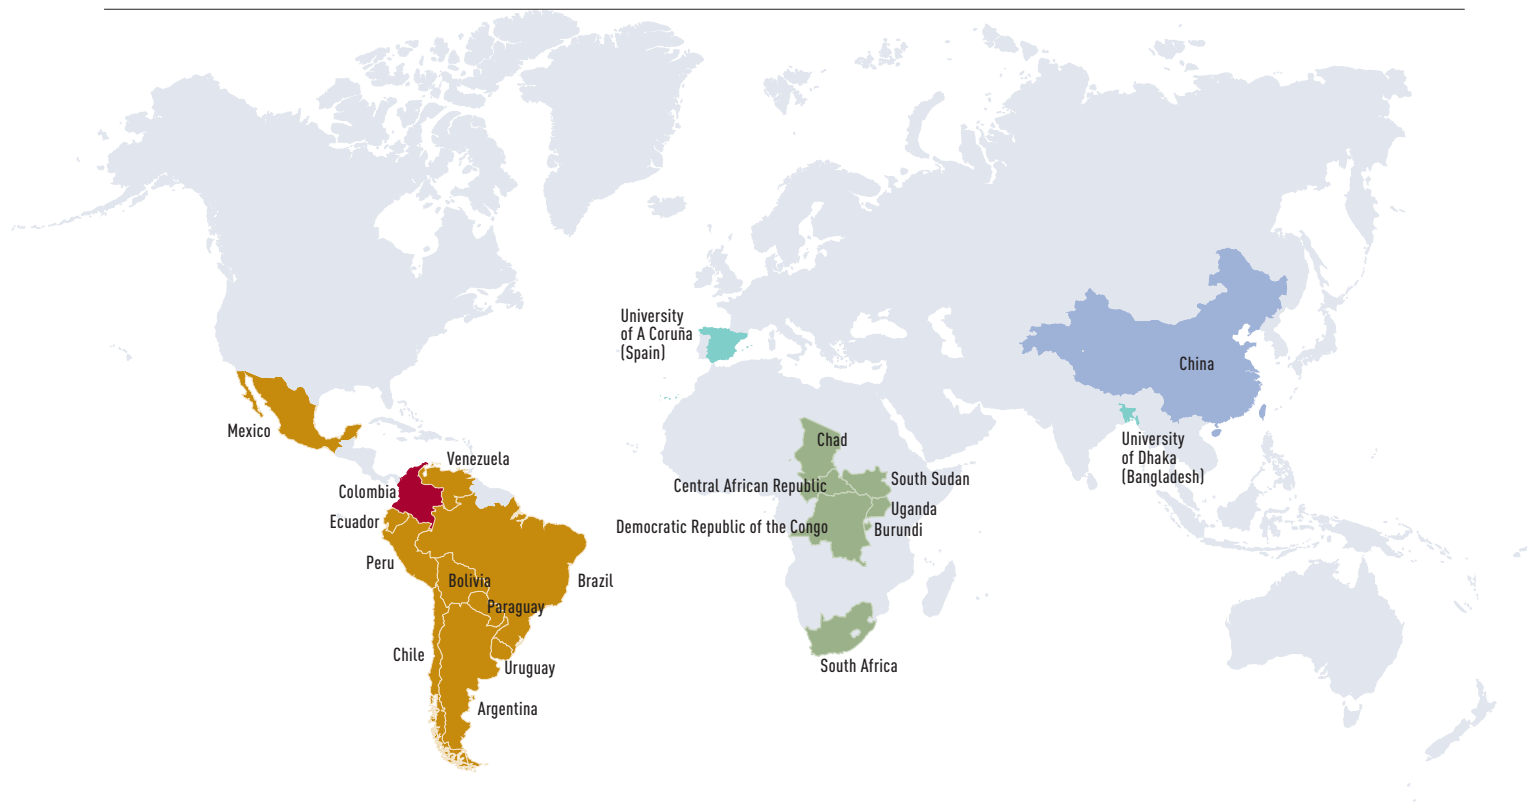 University
of A Coruña
(Spain)
China
Mexico
Chad
University
of Dhaka
(Bangladesh)
Venezuela
South Sudan
Central African Republic
Colombia
Uganda
Ecuador
Democratic Republic of the Congo
Burundi
Peru
Bolivia
Brazil
Paraguay
Chile
South Africa
Uruguay
Argentina